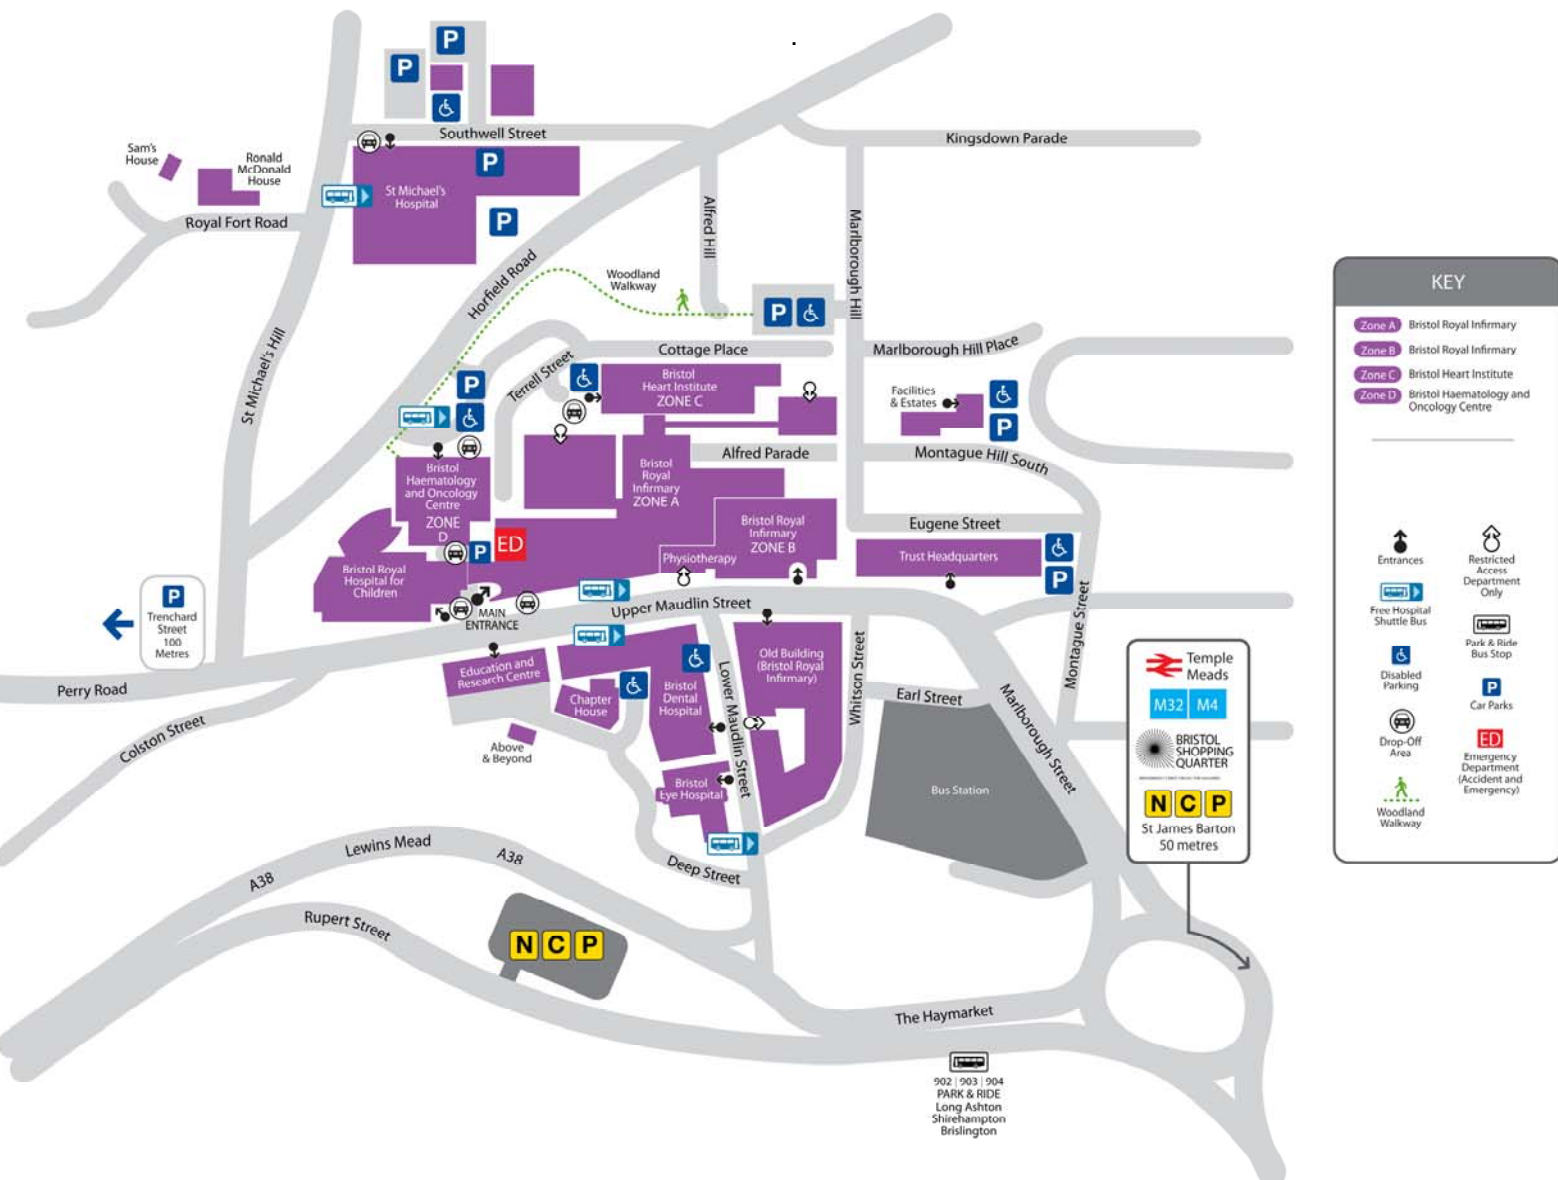 P
P
Southwell Street
Kingsdown Parade
Sam's
House
Ronald
McDonald
House
P
St Michael's
Hospital
P
Royal Fort Road
Alfred Hill
Marlborough Hill
Horfield Road
Woodland
Walkway
P
St Michael's Hill
Cottage Place
Marlborough Hill Place
Terrell Street
P
Bristol
Heart Institute
ZONE C
Facilities
& Estates
P
Alfred Parade
Montague Hill South
Bristol
Haematology
and Oncology
Centre
ZONE
D
Bristol
Royal
Infirmary
ZONE A
Bristol Royal
Infirmary
ZONE B
Eugene Street
P
ED
Physiotherapy
Trust Headquarters
P
Bristol Royal
Hospital for
Children
MAIN
ENTRANCE
Upper Maudlin Street
Montague Street
P
Trenchard
Street
100
Metres
Perry Road
Colston Street
Education and
Research Centre
Chapter
House
Bristol
Dental
Hospital
Lower Maudlin Street
Old Building
(Bristol Royal
Infirmary)
Whitson Street
Earl Street
Marlborough Street
Above
& Beyond
Bristol
Eye Hospital
Bus Station
Deep Street
Lewins Mead
A38
A38
Rupert Street
NCP
The Haymarket
902 | 903 | 904
PARK & RIDE
Long Ashton
Shirehampton
Brislington
Temple
Meads
M32 M4
BRISTOL
SHOPPING
QUARTER
NCP
St James Barton
50 metres
KEY
Zone A Bristol Royal Infirmary
Zone B Bristol Royal Infirmary
Zone C Bristol Heart Institute
Zone D Bristol Haematology and
Oncology Centre
Entrances
Restricted
Access
Department
Only
Free Hospital
Shuttle Bus
Park & Ride
Bus Stop
Disabled
Parking
P
Car Parks
Drop-Off
Area
ED
Emergency
Department
(Accident and
Emergency)
Woodland
Walkway